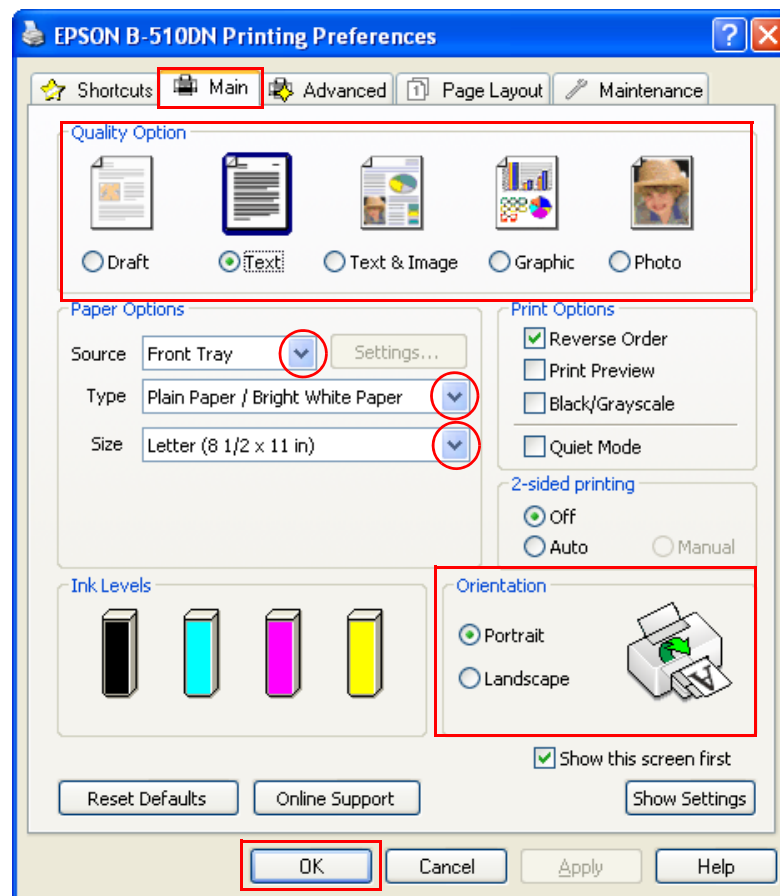 EPSON B-510DN Printing Preferences
Shortcuts Main Advanced 1 Page Layout Maintenance
Quality Option
Draft Text Text & Image Graphic Photo
Paper Options
Source Front Tray Settings...
Type Plain Paper / Bright White Paper
Size Letter (8 1/2 x 11 in)
Print Options
Reverse Order
Print Preview
Black/Grayscale
Quiet Mode
2-sided printing
Off
Auto Manual
Ink Levels
Orientation
Portrait
Landscape
A
Show this screen first
Reset Defaults Online Support Show Settings
OK Cancel Apply Help